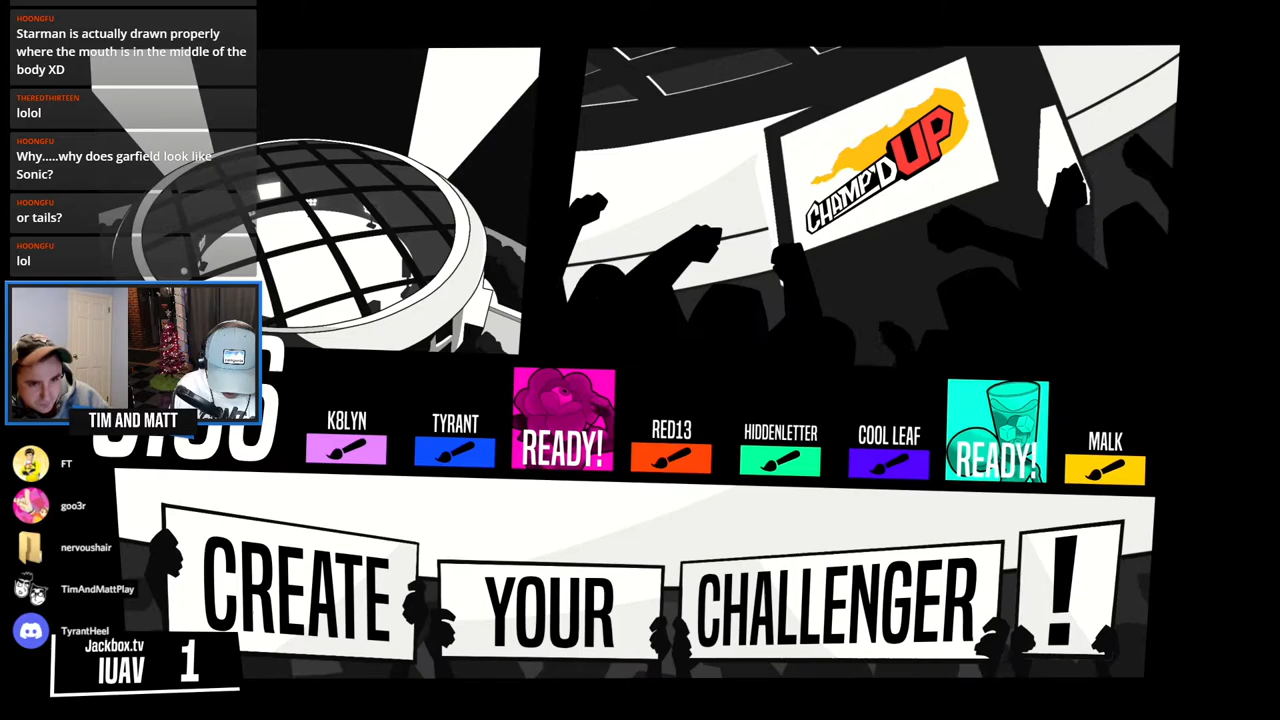 HOONGFU
Starman is actually drawn properly
where the mouth is in the middle of the
body XD
THEREDTHIRTEEN
lolol
HOONGFU
Why.....why does garfield look like
Sonic?
HOONGFU
or tails?
HOONGFU
lol
CHAMP'D UP
TIM AND MATT
K8LYN
TYRANT
READY!
RED13
HIDDENLETTER
COOL LEAF
READY!
MALK
FT
goo3r
nervoushair
TimAndMattPlay
TyrantHeel
CREATE YOUR CHALLENGER !
Jackbox.tv
IUAV 1